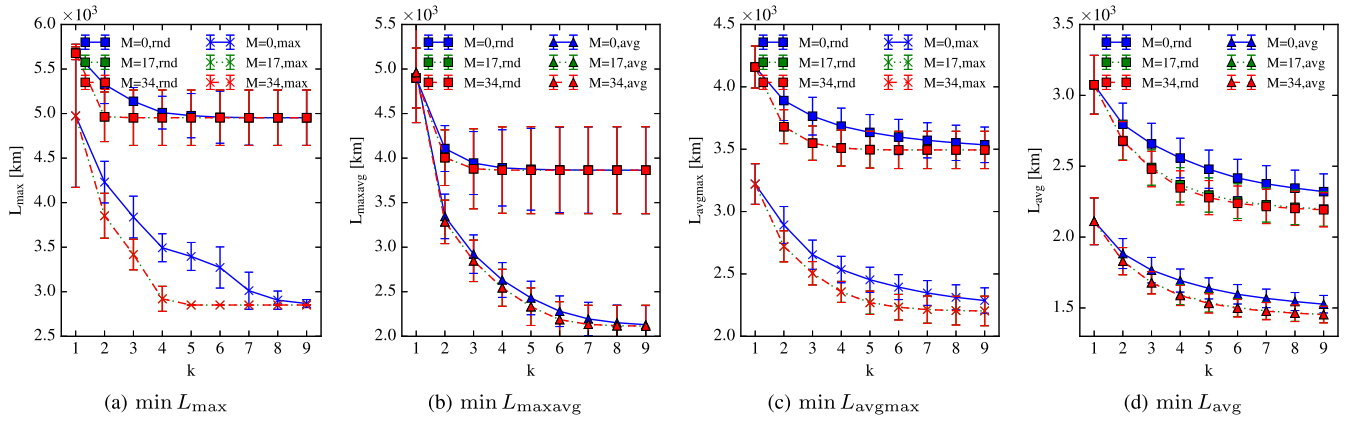 ×10³
6.0
5.5
5.0
4.5
4.0
3.5
3.0
2.5
L_max [km]
M=0,rnd
M=17,rnd
M=34,rnd
M=0,max
M=17,max
M=34,max
1 2 3 4 5 6 7 8 9
k
(a) min L_max
×10³
5.5
5.0
4.5
4.0
3.5
3.0
2.5
2.0
L_maxavg [km]
M=0,rnd
M=17,rnd
M=34,rnd
M=0,avg
M=17,avg
M=34,avg
1 2 3 4 5 6 7 8 9
k
(b) min L_maxavg
×10³
4.5
4.0
3.5
3.0
2.5
2.0
L_avgmax [km]
M=0,rnd
M=17,rnd
M=34,rnd
M=0,max
M=17,max
M=34,max
1 2 3 4 5 6 7 8 9
k
(c) min L_avgmax
×10³
3.5
3.0
2.5
2.0
1.5
L_avg [km]
M=0,rnd
M=17,rnd
M=34,rnd
M=0,avg
M=17,avg
M=34,avg
1 2 3 4 5 6 7 8 9
k
(d) min L_avg